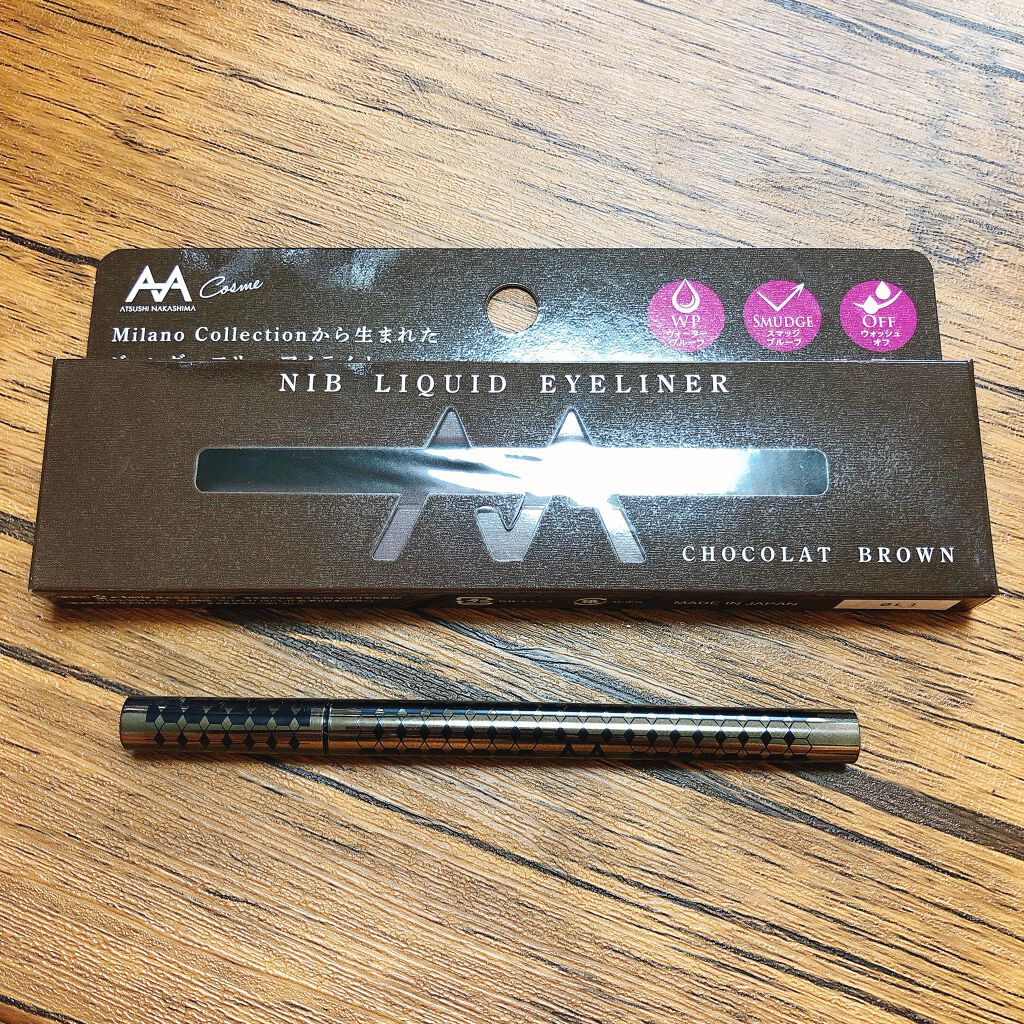 AA Cosme
ATSUSHI NAKASHIMA
Milano Collectionから生まれた
WP
ウォーター
プルーフ
SMUDGE
スマッジ
プルーフ
OFF
ウォッシュ
オフ
NIB LIQUID EYELINER
CHOCOLAT BROWN
MADE IN JAPAN